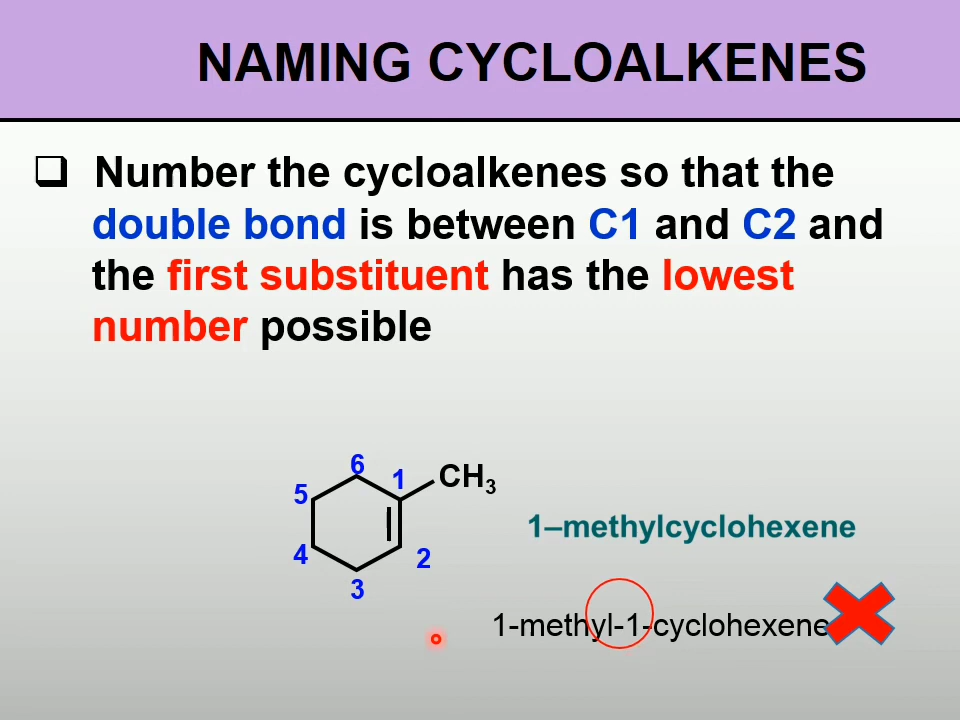 NAMING CYCLOALKENES
❑ Number the cycloalkenes so that the
double bond is between C1 and C2 and
the first substituent has the lowest
number possible
6
1
CH₃
5
1–methylcyclohexene
4
2
3
1-methyl-1-cyclohexene